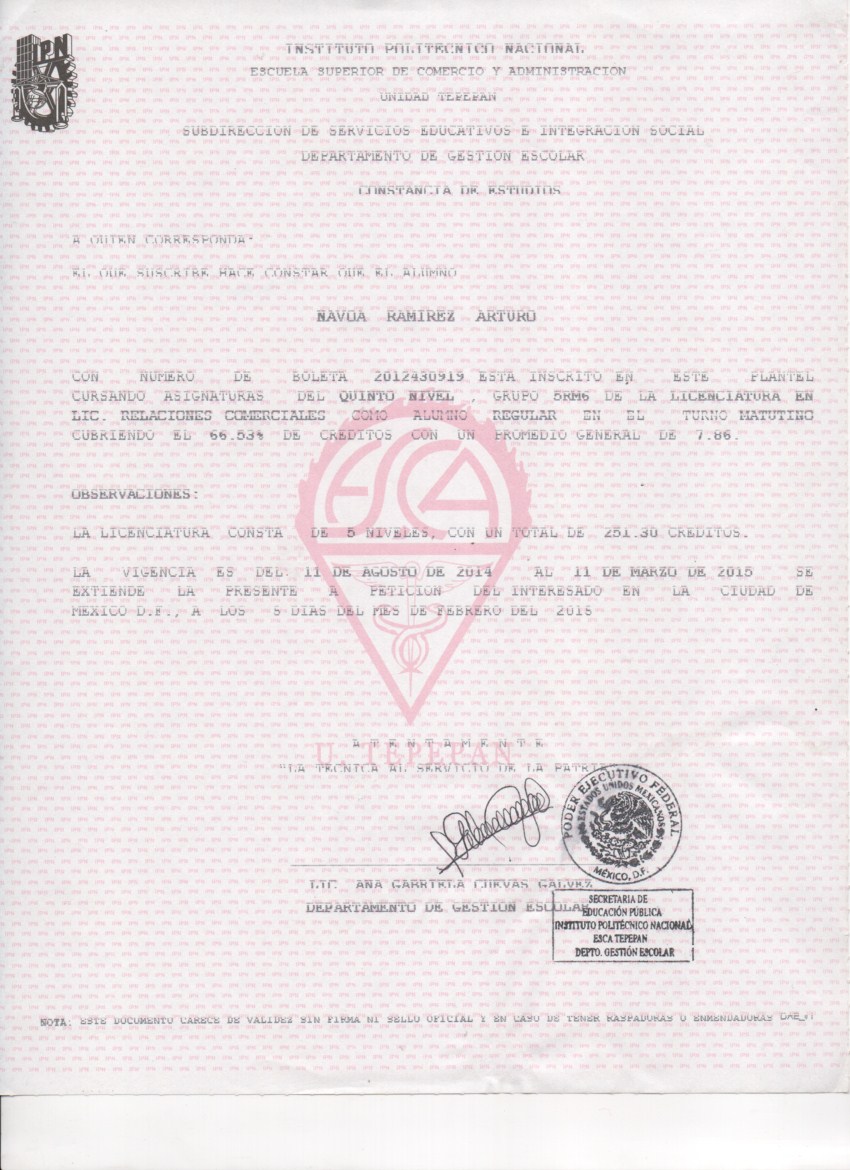 IPN
INSTITUTO POLITECNICO NACIONAL
ESCUELA SUPERIOR DE COMERCIO Y ADMINISTRACION
UNIDAD TEPEPAN
SUBDIRECCION DE SERVICIOS EDUCATIVOS E INTEGRACION SOCIAL
DEPARTAMENTO DE GESTION ESCOLAR
CONSTANCIA DE ESTUDIOS
A QUIEN CORRESPONDA:
EL QUE SUSCRIBE HACE CONSTAR QUE EL ALUMNO
NAVOA RAMIREZ ARTURO
CON NUMERO DE BOLETA 2012430919 ESTA INSCRITO EN ESTE PLANTEL
CURSANDO ASIGNATURAS DEL QUINTO NIVEL , GRUPO 5RM6 DE LA LICENCIATURA EN
LIC. RELACIONES COMERCIALES COMO ALUMNO REGULAR EN EL TURNO MATUTINO
CUBRIENDO EL 66.53% DE CREDITOS CON UN PROMEDIO GENERAL DE 7.86.
OBSERVACIONES:
LA LICENCIATURA CONSTA DE 5 NIVELES, CON UN TOTAL DE 251.30 CREDITOS.
LA VIGENCIA ES DEL: 11 DE AGOSTO DE 2014 AL 11 DE MARZO DE 2015 SE
EXTIENDE LA PRESENTE A PETICION DEL INTERESADO EN LA CIUDAD DE
MEXICO D.F., A LOS 5 DIAS DEL MES DE FEBRERO DEL 2015
ESCA
U. TEPEPAN
A T E N T A M E N T E
"LA TECNICA AL SERVICIO DE LA PATRIA
PODER EJECUTIVO FEDERAL
ESTADOS UNIDOS MEXICANOS
MÉXICO, D.F.
LIC. ANA GABRIELA CUEVAS GALVEZ
DEPARTAMENTO DE GESTION ESCOLAR
SECRETARIA DE
EDUCACIÓN PÚBLICA
INSTITUTO POLITÉCNICO NACIONAL
ESCA TEPEPAN
DEPTO. GESTIÓN ESCOLAR
NOTA: ESTE DOCUMENTO CARECE DE VALIDEZ SIN FIRMA NI SELLO OFICIAL Y EN CASO DE TENER RASPADURAS O ENMENDADURAS